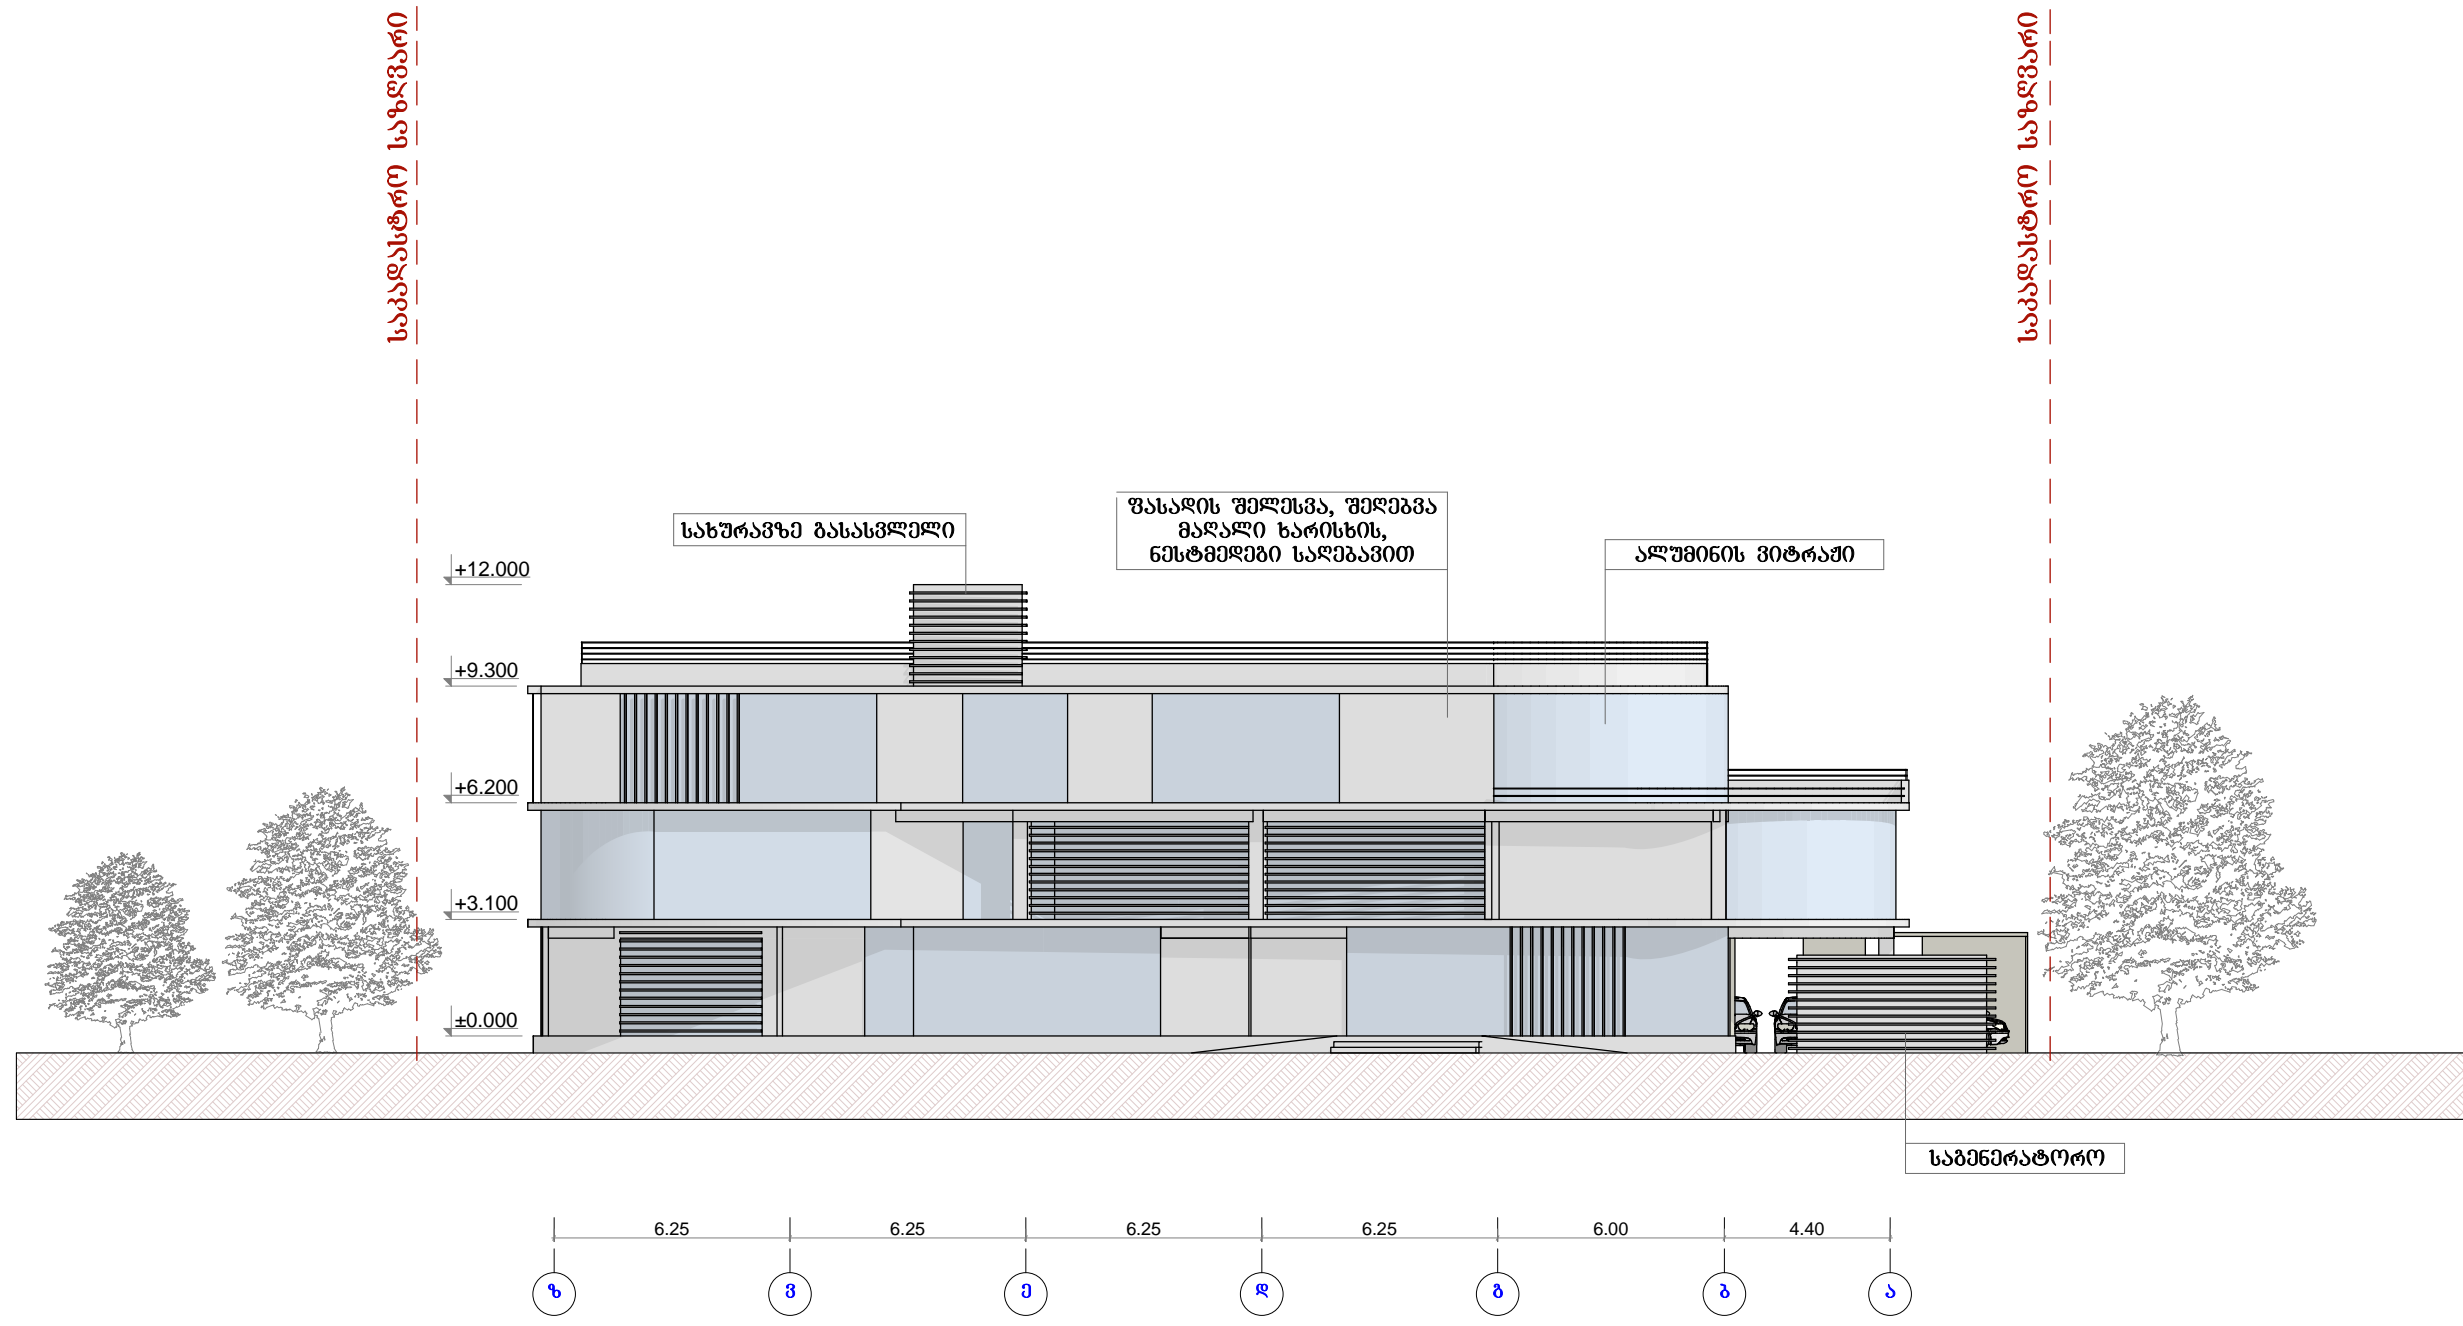 საკადასტრო საზღვარი
საკადასტრო საზღვარი
სახურავზე გასასვლელი
ფასადის შელესვა, შეღებვა
მაღალი ხარისხის,
ნესტმედეგი საღებავით
ალუმინის ვიტრაჟი
+12.000
+9.300
+6.200
+3.100
±0.000
საგენერატორო
6.25 6.25 6.25 6.25 6.00 4.40
ზ ვ ე დ გ ბ ა